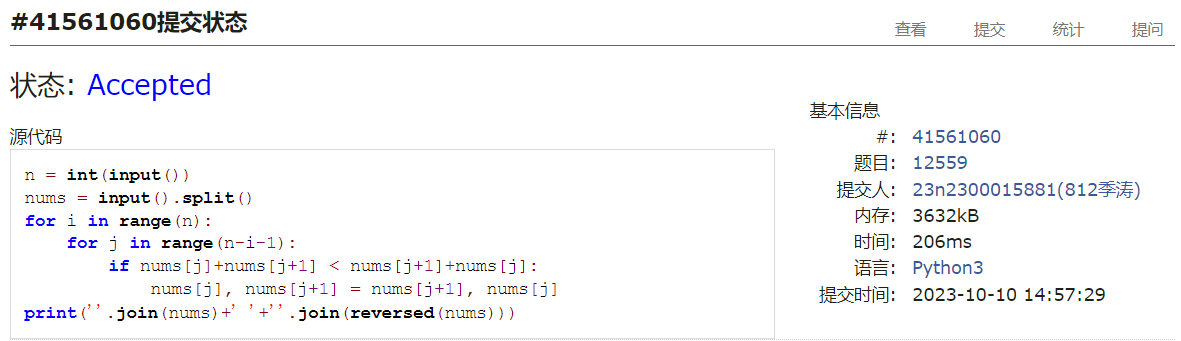 #41561060提交状态
查看 提交 统计 提问
状态: Accepted
源代码
n = int(input())
nums = input().split()
for i in range(n):
    for j in range(n-i-1):
        if nums[j]+nums[j+1] < nums[j+1]+nums[j]:
            nums[j], nums[j+1] = nums[j+1], nums[j]
print(''.join(nums)+' '+''.join(reversed(nums)))
基本信息
#: 41561060
题目: 12559
提交人: 23n2300015881(812季涛)
内存: 3632kB
时间: 206ms
语言: Python3
提交时间: 2023-10-10 14:57:29